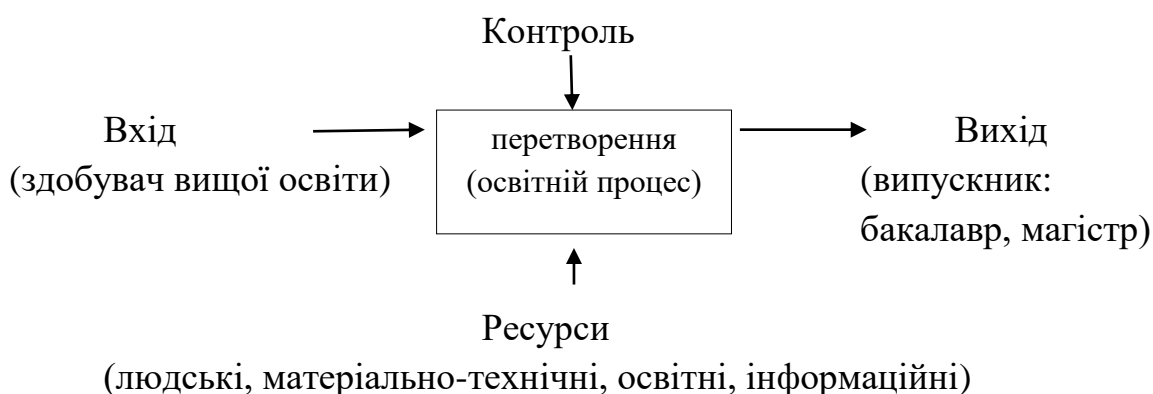 Контроль
Вхід
(здобувач вищої освіти)
перетворення
(освітній процес)
Вихід
(випускник:
бакалавр, магістр)
Ресурси
(людські, матеріально-технічні, освітні, інформаційні)